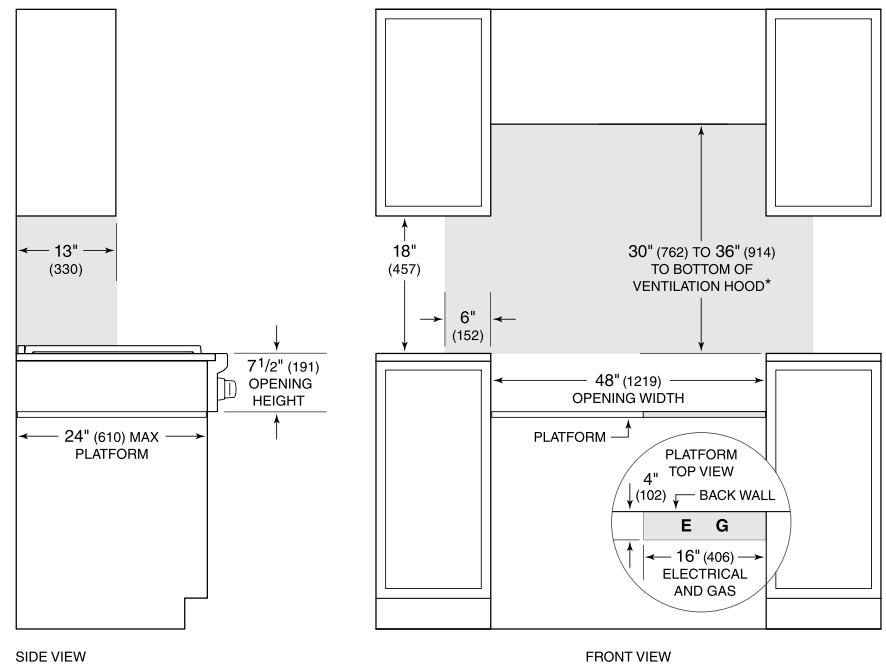 13"
(330)
7 1/2" (191)
OPENING
HEIGHT
24" (610) MAX
PLATFORM
SIDE VIEW
18"
(457)
30" (762) TO 36" (914)
TO BOTTOM OF
VENTILATION HOOD*
6"
(152)
48" (1219)
OPENING WIDTH
PLATFORM
PLATFORM
TOP VIEW
4"
(102)
BACK WALL
E G
16" (406)
ELECTRICAL
AND GAS
FRONT VIEW